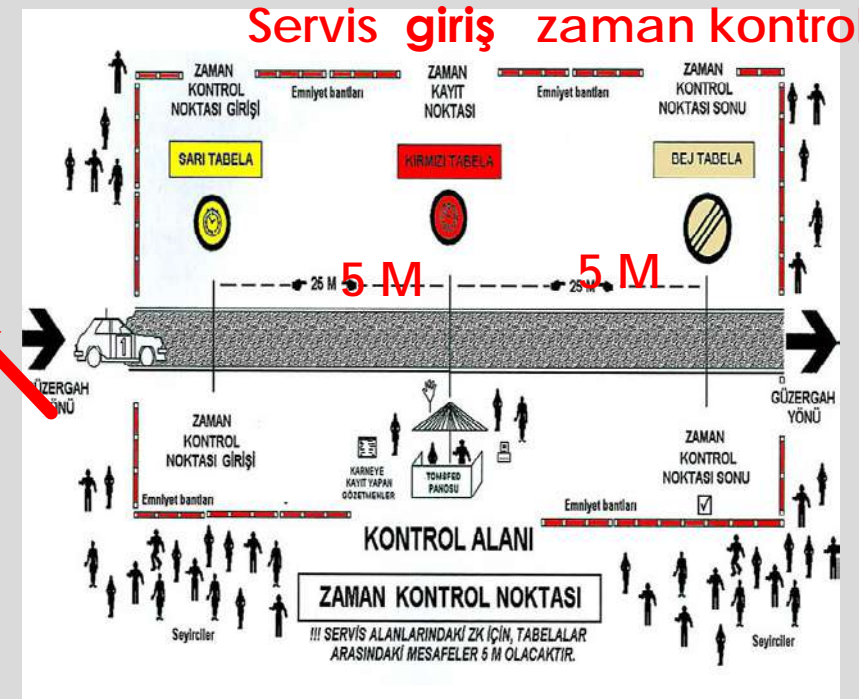 Servis giriş zaman kontrol
ZAMAN
KONTROL
NOKTASI GİRİŞİ
Emniyet bantları
ZAMAN
KAYIT
NOKTASI
Emniyet bantları
ZAMAN
KONTROL
NOKTASI SONU
SARI TABELA
KIRMIZI TABELA
BEJ TABELA
25 M
5 M
25 M
5 M
1
GÜZERGAH
YÖNÜ
GÜZERGAH
YÖNÜ
ZAMAN
KONTROL
NOKTASI GİRİŞİ
KARNEYE
KAYIT YAPAN
GÖZETMENLER
TOMSFED
PANOSU
ZAMAN
KONTROL
NOKTASI SONU
Emniyet bantları
Emniyet bantları
KONTROL ALANI
ZAMAN KONTROL NOKTASI
!!! SERVİS ALANLARINDAKİ ZK İÇİN, TABELALAR
ARASINDAKİ MESAFELER 5 M OLACAKTIR.
Seyirciler
Seyirciler